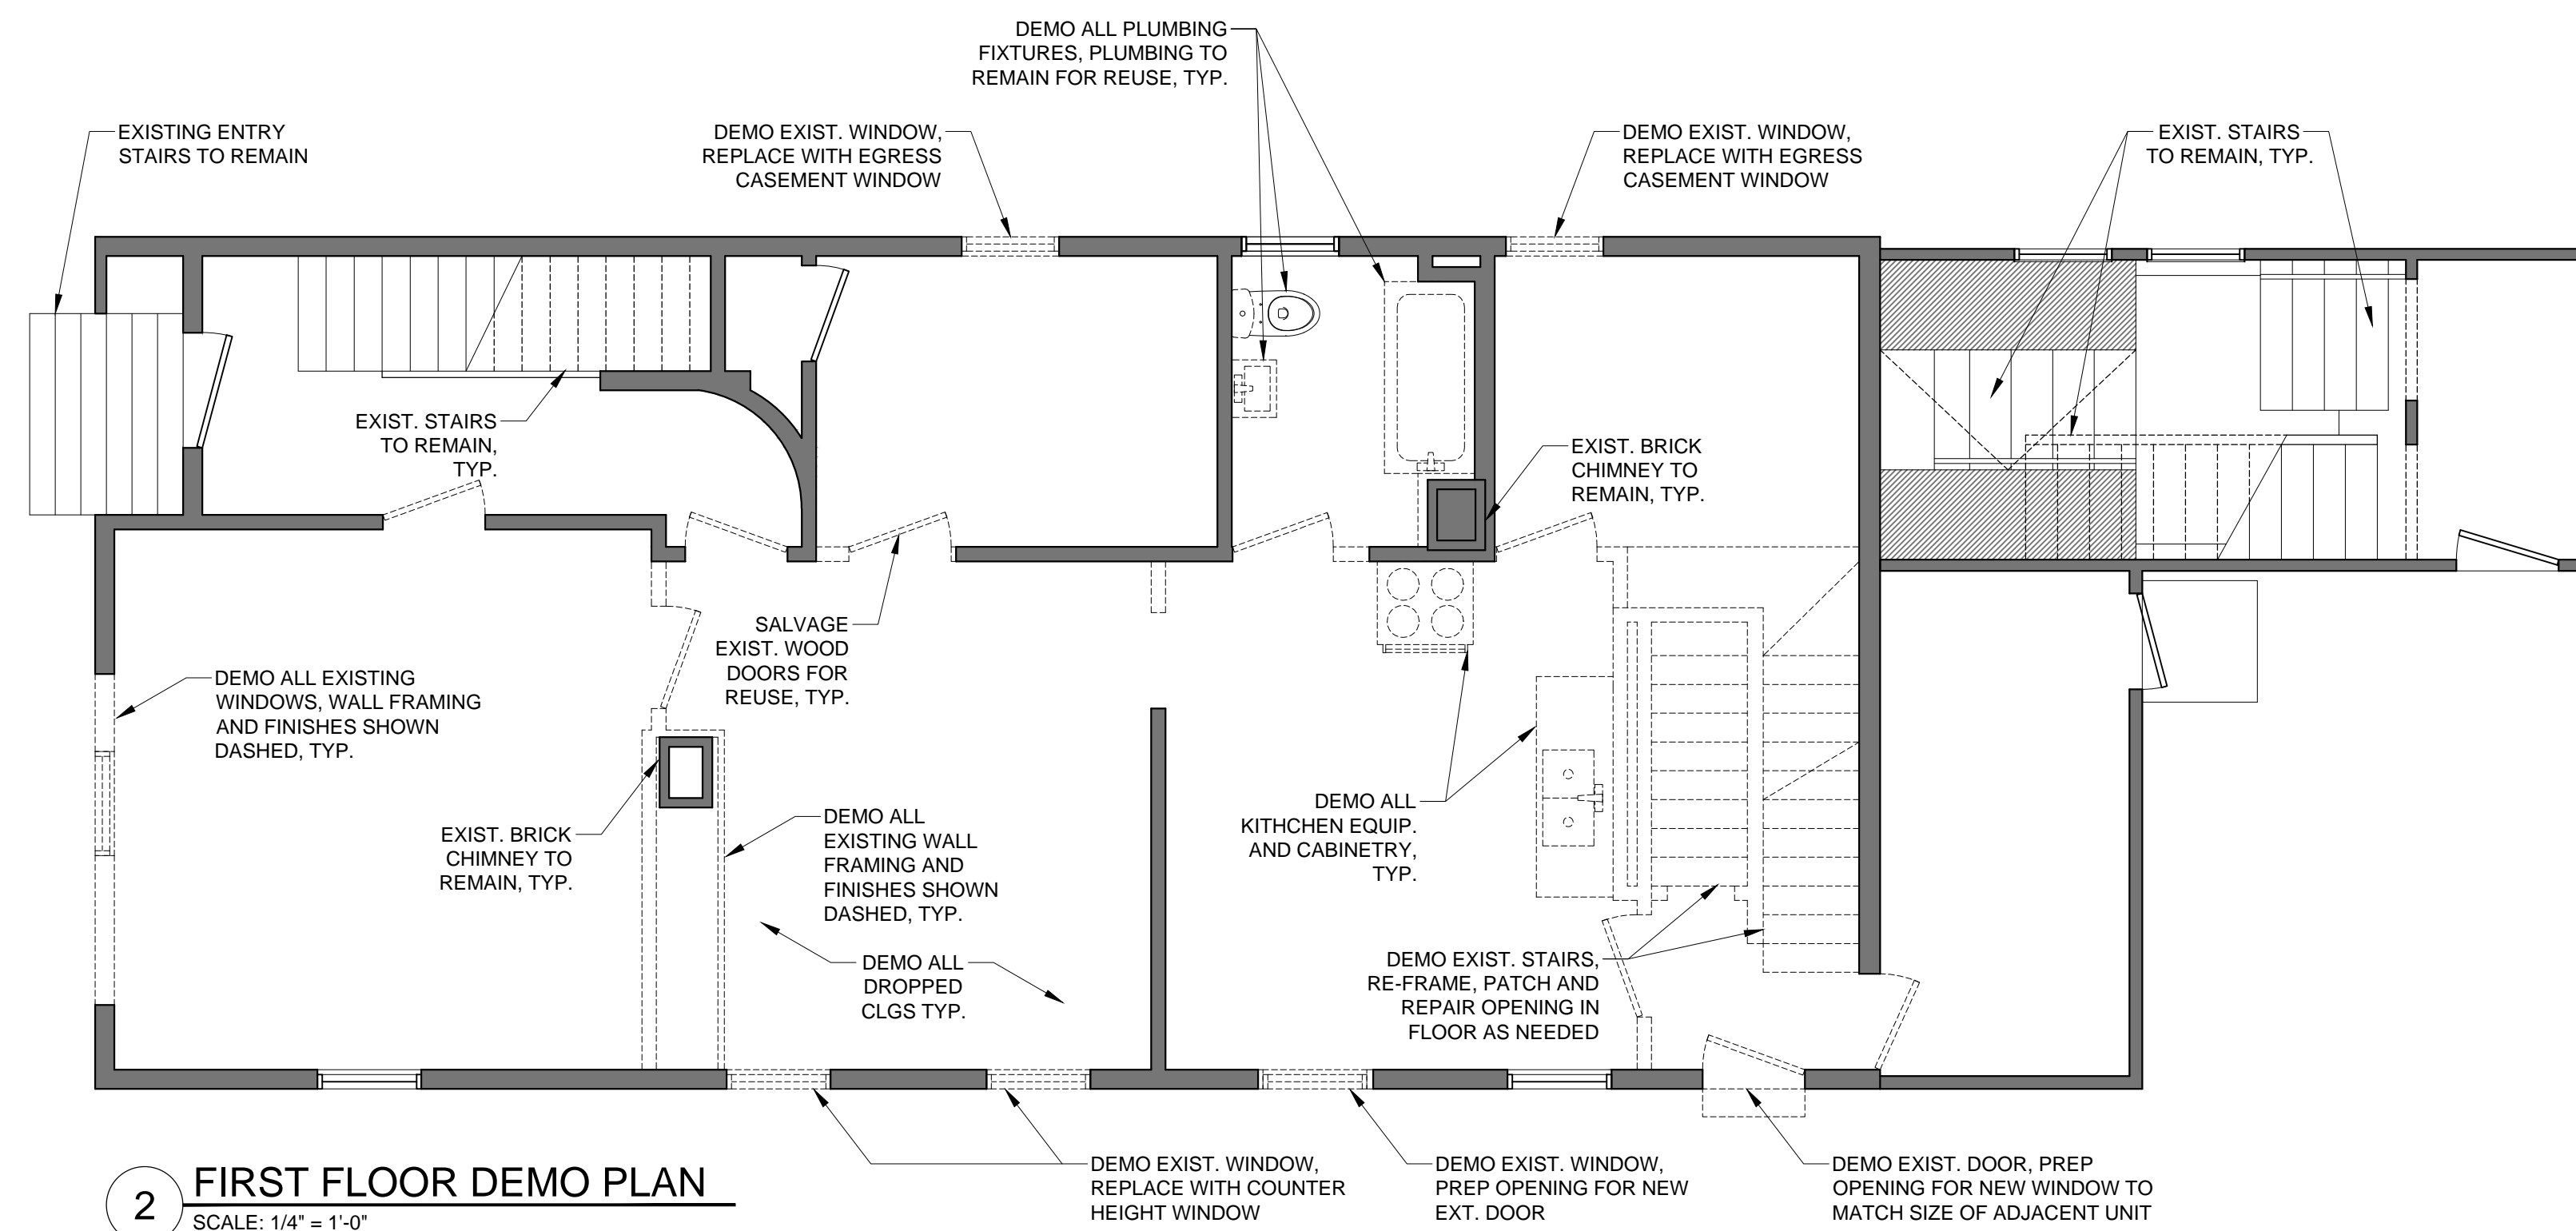 DEMO ALL PLUMBING
FIXTURES, PLUMBING TO
REMAIN FOR REUSE, TYP.
EXISTING ENTRY
STAIRS TO REMAIN
DEMO EXIST. WINDOW,
REPLACE WITH EGRESS
CASEMENT WINDOW
DEMO EXIST. WINDOW,
REPLACE WITH EGRESS
CASEMENT WINDOW
EXIST. STAIRS
TO REMAIN, TYP.
EXIST. STAIRS
TO REMAIN,
TYP.
EXIST. BRICK
CHIMNEY TO
REMAIN, TYP.
SALVAGE
EXIST. WOOD
DOORS FOR
REUSE, TYP.
DEMO ALL EXISTING
WINDOWS, WALL FRAMING
AND FINISHES SHOWN
DASHED, TYP.
EXIST. BRICK
CHIMNEY TO
REMAIN, TYP.
DEMO ALL
EXISTING WALL
FRAMING AND
FINISHES SHOWN
DASHED, TYP.
DEMO ALL
KITHCHEN EQUIP.
AND CABINETRY,
TYP.
DEMO ALL
DROPPED
CLGS TYP.
DEMO EXIST. STAIRS,
RE-FRAME, PATCH AND
REPAIR OPENING IN
FLOOR AS NEEDED
DEMO EXIST. WINDOW,
REPLACE WITH COUNTER
HEIGHT WINDOW
DEMO EXIST. WINDOW,
PREP OPENING FOR NEW
EXT. DOOR
DEMO EXIST. DOOR, PREP
OPENING FOR NEW WINDOW TO
MATCH SIZE OF ADJACENT UNIT
2
FIRST FLOOR DEMO PLAN
SCALE: 1/4" = 1'-0"